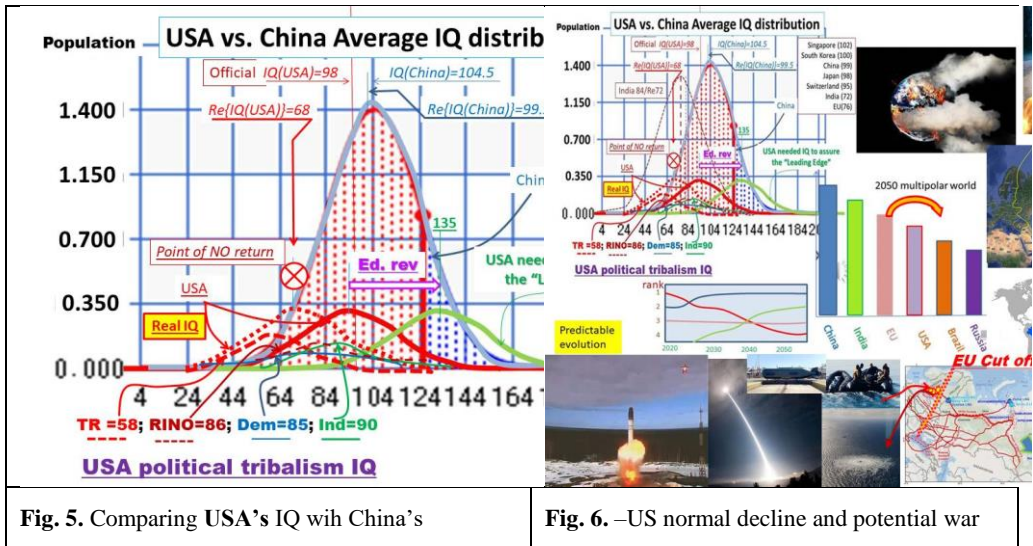 USA vs. China Average IQ distrib
Population
Official IQ(USA)=98
IQ(China)=104.5
Re{IQ(USA)}=68
Re{IQ(China)}=99.
1.400
1.150
Chin
135
0.700
Point of NO return
Ed. rev
USA need
the "L
USA
0.350
Real IQ
0.000
4 24 44 64 84 104 124 144 164 184
TR =58; RINO=86; Dem=85; Ind=90
USA political tribalism IQ
Fig. 5. Comparing USA's IQ wih China's
USA vs. China Average IQ distribution
Population
Official IQ(USA)=98
IQ(China)=104.5
Re{IQ(USA)}=68
Re{IQ(China)}=99.5
Singapore (102)
South Korea (100)
China (99)
Japan (98)
Switzerland (95)
India (72)
EU(76)
1.400
India 84/Re72
1.150
China
135
0.700
Point of NO return
Ed. rev
USA needed IQ to assure
the "Leading Edge"
USA
0.350
Real IQ
0.000
4 24 44 64 84 104 124 144 164 184 20
TR =58; RINO=86; Dem=85; Ind=90
USA political tribalism IQ
2050 multipolar world
China
India
EU
USA
Brazil
Russia
rank
1
2
3
4
2020 2030 2040 2050
Predictable
evolution
EU Cut of
Fig. 6. –US normal decline and potential war